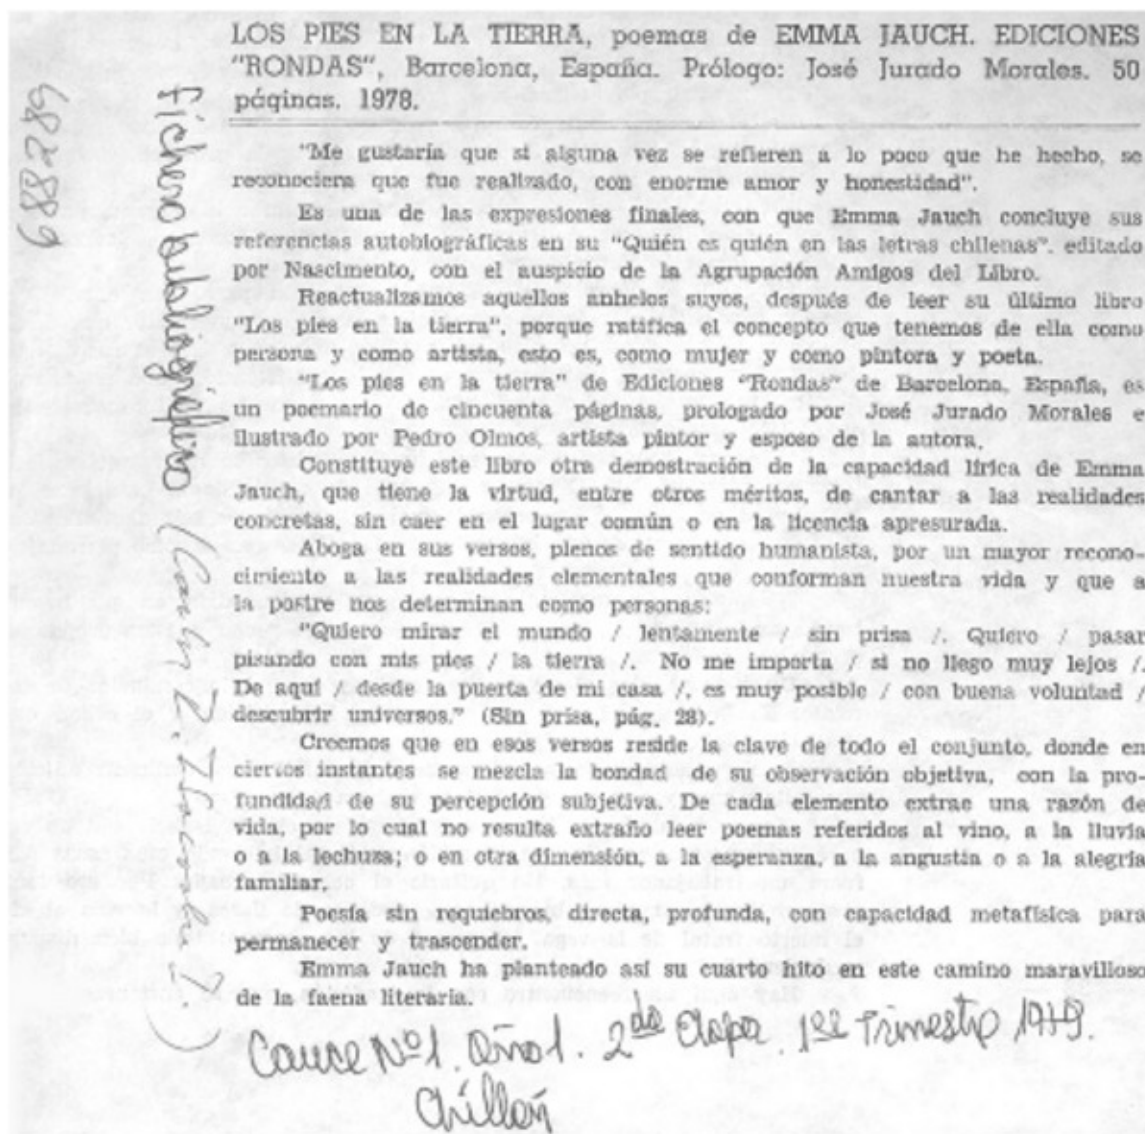 LOS PIES EN LA TIERRA, poemas de EMMA JAUCH. EDICIONES
"RONDAS", Barcelona, España. Prólogo: José Jurado Morales. 50
páginas. 1978.
"Me gustaría que si alguna vez se refieren a lo poco que he hecho, se
reconociera que fue realizado, con enorme amor y honestidad".
Es una de las expresiones finales, con que Emma Jauch concluye sus
referencias autobiográficas en su "Quién es quién en las letras chilenas". editado
por Nascimento, con el auspicio de la Agrupación Amigos del Libro.
Reactualizamos aquellos anhelos suyos, después de leer su último libro
"Los pies en la tierra", porque ratifica el concepto que tenemos de ella como
persona y como artista, esto es, como mujer y como pintora y poeta.
"Los pies en la tierra" de Ediciones "Rondas" de Barcelona, España, es
un poemario de cincuenta páginas, prologado por José Jurado Morales e
ilustrado por Pedro Olmos, artista pintor y esposo de la autora.
Constituye este libro otra demostración de la capacidad lírica de Emma
Jauch, que tiene la virtud, entre otros méritos, de cantar a las realidades
concretas, sin caer en el lugar común o en la licencia apresurada.
Aboga en sus versos, plenos de sentido humanista, por un mayor recono-
cimiento a las realidades elementales que conforman nuestra vida y que a
la postre nos determinan como personas:
"Quiero mirar el mundo / lentamente / sin prisa /. Quiero / pasar
pisando con mis pies / la tierra /. No me importa / si no llego muy lejos /.
De aquí / desde la puerta de mi casa /, es muy posible / con buena voluntad /
descubrir universos." (Sin prisa, pág. 28).
Creemos que en esos versos reside la clave de todo el conjunto, donde en
ciertos instantes se mezcla la bondad de su observación objetiva, con la pro-
fundidad de su percepción subjetiva. De cada elemento extrae una razón de
vida, por lo cual no resulta extraño leer poemas referidos al vino, a la lluvia
o a la lechuza; o en otra dimensión, a la esperanza, a la angustia o a la alegría
familiar.
Poesía sin requiebros, directa, profunda, con capacidad metafísica para
permanecer y trascender.
Emma Jauch ha planteado así su cuarto hito en este camino maravilloso
de la faena literaria.
Cauce Nº1. Año 1. 2da Etapa. 1er Trimestre 1979.
Chillán
Fichero bibliográfico (Carlos
688289